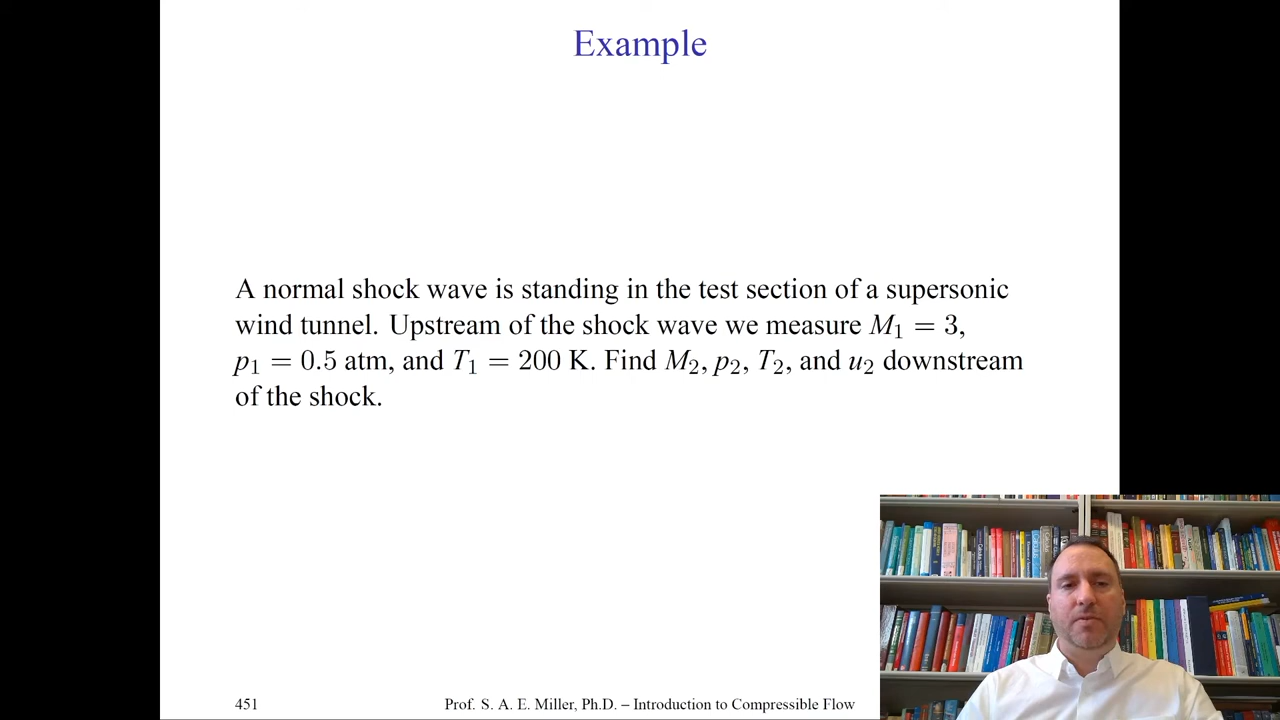 Example
A normal shock wave is standing in the test section of a supersonic
wind tunnel. Upstream of the shock wave we measure M₁ = 3,
p₁ = 0.5 atm, and T₁ = 200 K. Find M₂, p₂, T₂, and u₂ downstream
of the shock.
451
Prof. S. A. E. Miller, Ph.D. – Introduction to Compressible Flow